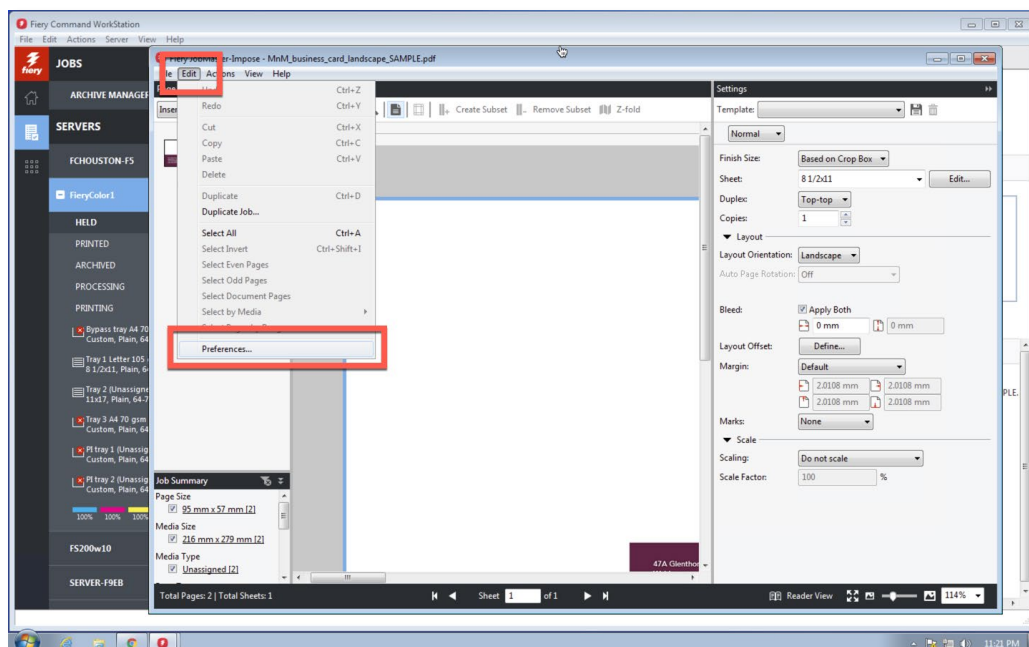 Fiery Command WorkStation
File Edit Actions Server View Help
fiery
JOBS
ARCHIVE MANAGER
SERVERS
FCHOUSTON-F5
FieryColor1
HELD
PRINTED
ARCHIVED
PROCESSING
PRINTING
Bypass tray A4 70
Custom, Plain, 64
Tray 1 Letter 105
8 1/2x11, Plain, 6
Tray 2 (Unassigne
11x17, Plain, 64-7
Tray 3 A4 70 gsm
Custom, Plain, 64
PI tray 1 (Unassig
Custom, Plain, 64
PI tray 2 (Unassig
Custom, Plain, 64
100% 100% 100%
FS200w10
SERVER-F9EB
Fiery JobMaster-Impose - MnM_business_card_landscape_SAMPLE.pdf
Edit Actions View Help
Ctrl+Z
Redo Ctrl+Y
Cut Ctrl+X
Copy Ctrl+C
Paste Ctrl+V
Delete
Duplicate Ctrl+D
Duplicate Job...
Select All Ctrl+A
Select Invert Ctrl+Shift+I
Select Even Pages
Select Odd Pages
Select Document Pages
Select by Media
Preferences...
Create Subset Remove Subset Z-fold
Job Summary
Page Size
95 mm x 57 mm [2]
Media Size
216 mm x 279 mm [2]
Media Type
Unassigned [2]
47A Glenthor
Settings
Template:
Normal
Finish Size: Based on Crop Box
Sheet: 8 1/2x11 Edit...
Duplex: Top-top
Copies: 1
Layout
Layout Orientation: Landscape
Auto Page Rotation: Off
Bleed: Apply Both
0 mm 0 mm
Layout Offset: Define...
Margin: Default
2.0108 mm 2.0108 mm
2.0108 mm 2.0108 mm
Marks: None
Scale
Scaling: Do not scale
Scale Factor: 100 %
PLE.
Total Pages: 2 | Total Sheets: 1 Sheet 1 of 1 Reader View 114%
11:21 PM